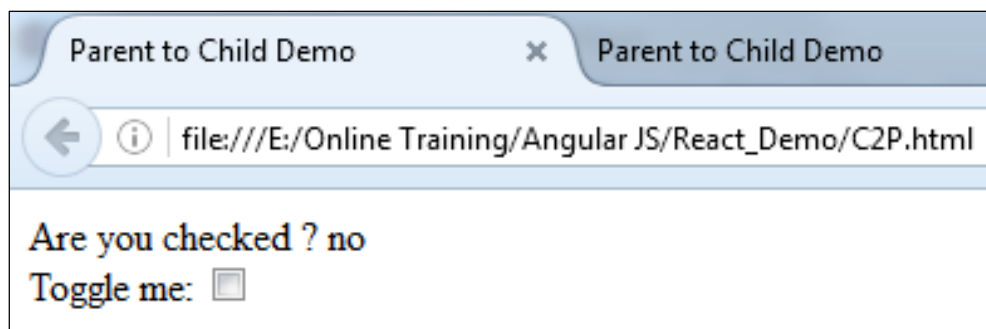 Parent to Child Demo
Parent to Child Demo
file:///E:/Online Training/Angular JS/React_Demo/C2P.html
Are you checked ? no
Toggle me: